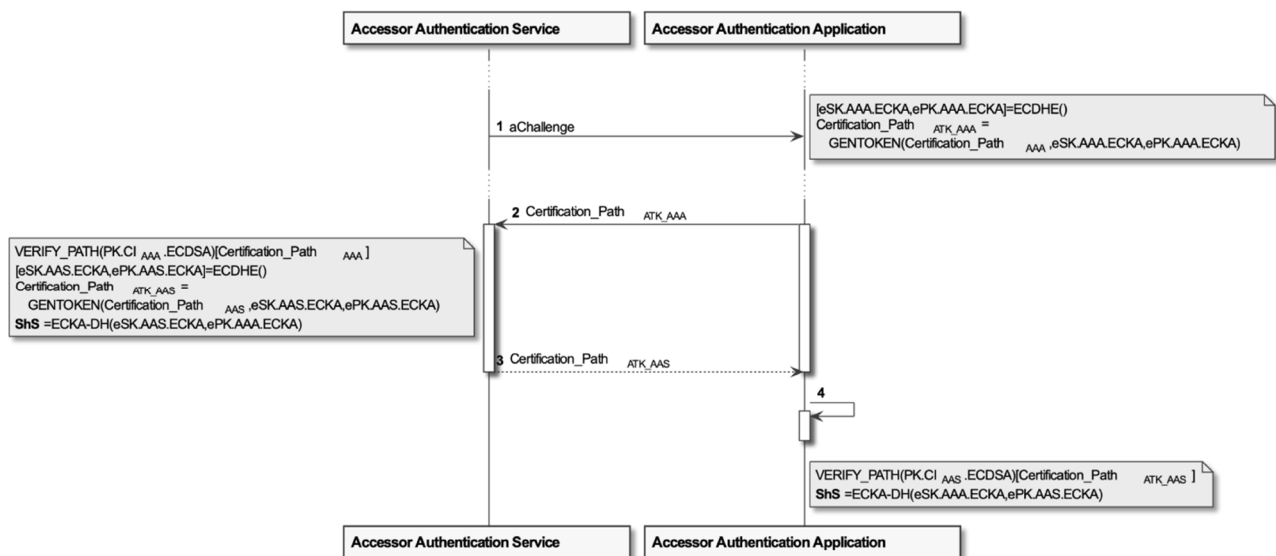 Accessor Authentication Service
Accessor Authentication Application
[eSK.AAA.ECKA,ePK.AAA.ECKA]=ECDHE()
Certification_Path ATK_AAA =
GENTOKEN(Certification_Path AAA ,eSK.AAA.ECKA,ePK.AAA.ECKA)
1 aChallenge
2 Certification_Path ATK_AAA
VERIFY_PATH(PK.CI AAA .ECDSA)[Certification_Path AAA ]
[eSK.AAS.ECKA,ePK.AAS.ECKA]=ECDHE()
Certification_Path ATK_AAS =
GENTOKEN(Certification_Path AAS ,eSK.AAS.ECKA,ePK.AAS.ECKA)
ShS =ECKA-DH(eSK.AAS.ECKA,ePK.AAA.ECKA)
3 Certification_Path ATK_AAS
4
VERIFY_PATH(PK.CI AAS .ECDSA)[Certification_Path ATK_AAS ]
ShS =ECKA-DH(eSK.AAA.ECKA,ePK.AAS.ECKA)
Accessor Authentication Service
Accessor Authentication Application